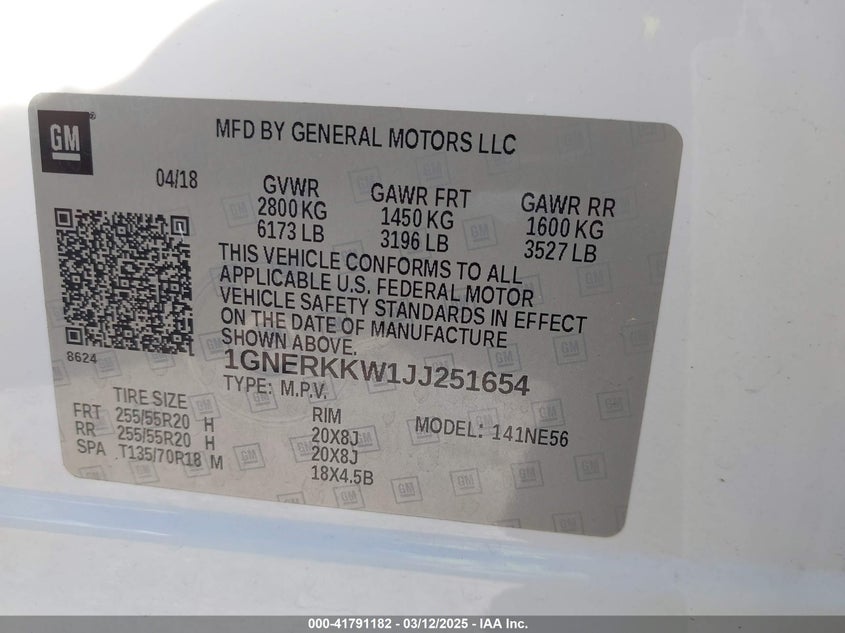 GM
MFD BY GENERAL MOTORS LLC
04/18 GVWR GAWR FRT GAWR RR
2800 KG 1450 KG 1600 KG
6173 LB 3196 LB 3527 LB
THIS VEHICLE CONFORMS TO ALL
APPLICABLE U.S. FEDERAL MOTOR
VEHICLE SAFETY STANDARDS IN EFFECT
ON THE DATE OF MANUFACTURE
SHOWN ABOVE.
8624
1GNERKKW1JJ251654
TYPE: M.P.V.
TIRE SIZE RIM MODEL: 141NE56
FRT 255/55R20 H 20X8J
RR 255/55R20 H 20X8J
SPA T135/70R18 M 18X4.5B
000-41791182 - 03/12/2025 - IAA Inc.